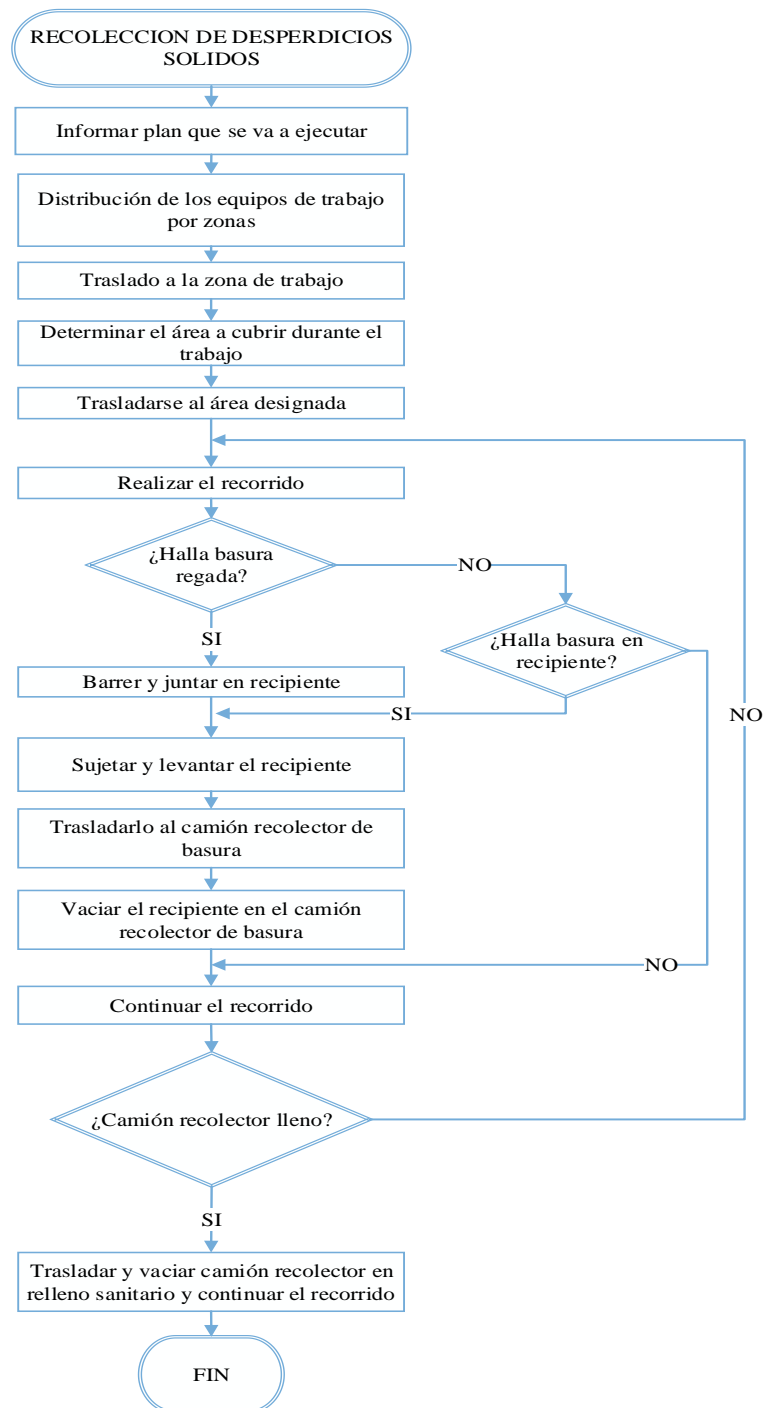 RECOLECCION DE DESPERDICIOS
SOLIDOS
Informar plan que se va a ejecutar
Distribución de los equipos de trabajo
por zonas
Traslado a la zona de trabajo
Determinar el área a cubrir durante el
trabajo
Trasladarse al área designada
Realizar el recorrido
¿Halla basura
regada?
NO
¿Halla basura en
recipiente?
SI
Barrer y juntar en recipiente
SI
NO
Sujetar y levantar el recipiente
Trasladarlo al camión recolector de
basura
Vaciar el recipiente en el camión
recolector de basura
NO
Continuar el recorrido
¿Camión recolector lleno?
SI
Trasladar y vaciar camión recolector en
relleno sanitario y continuar el recorrido
FIN